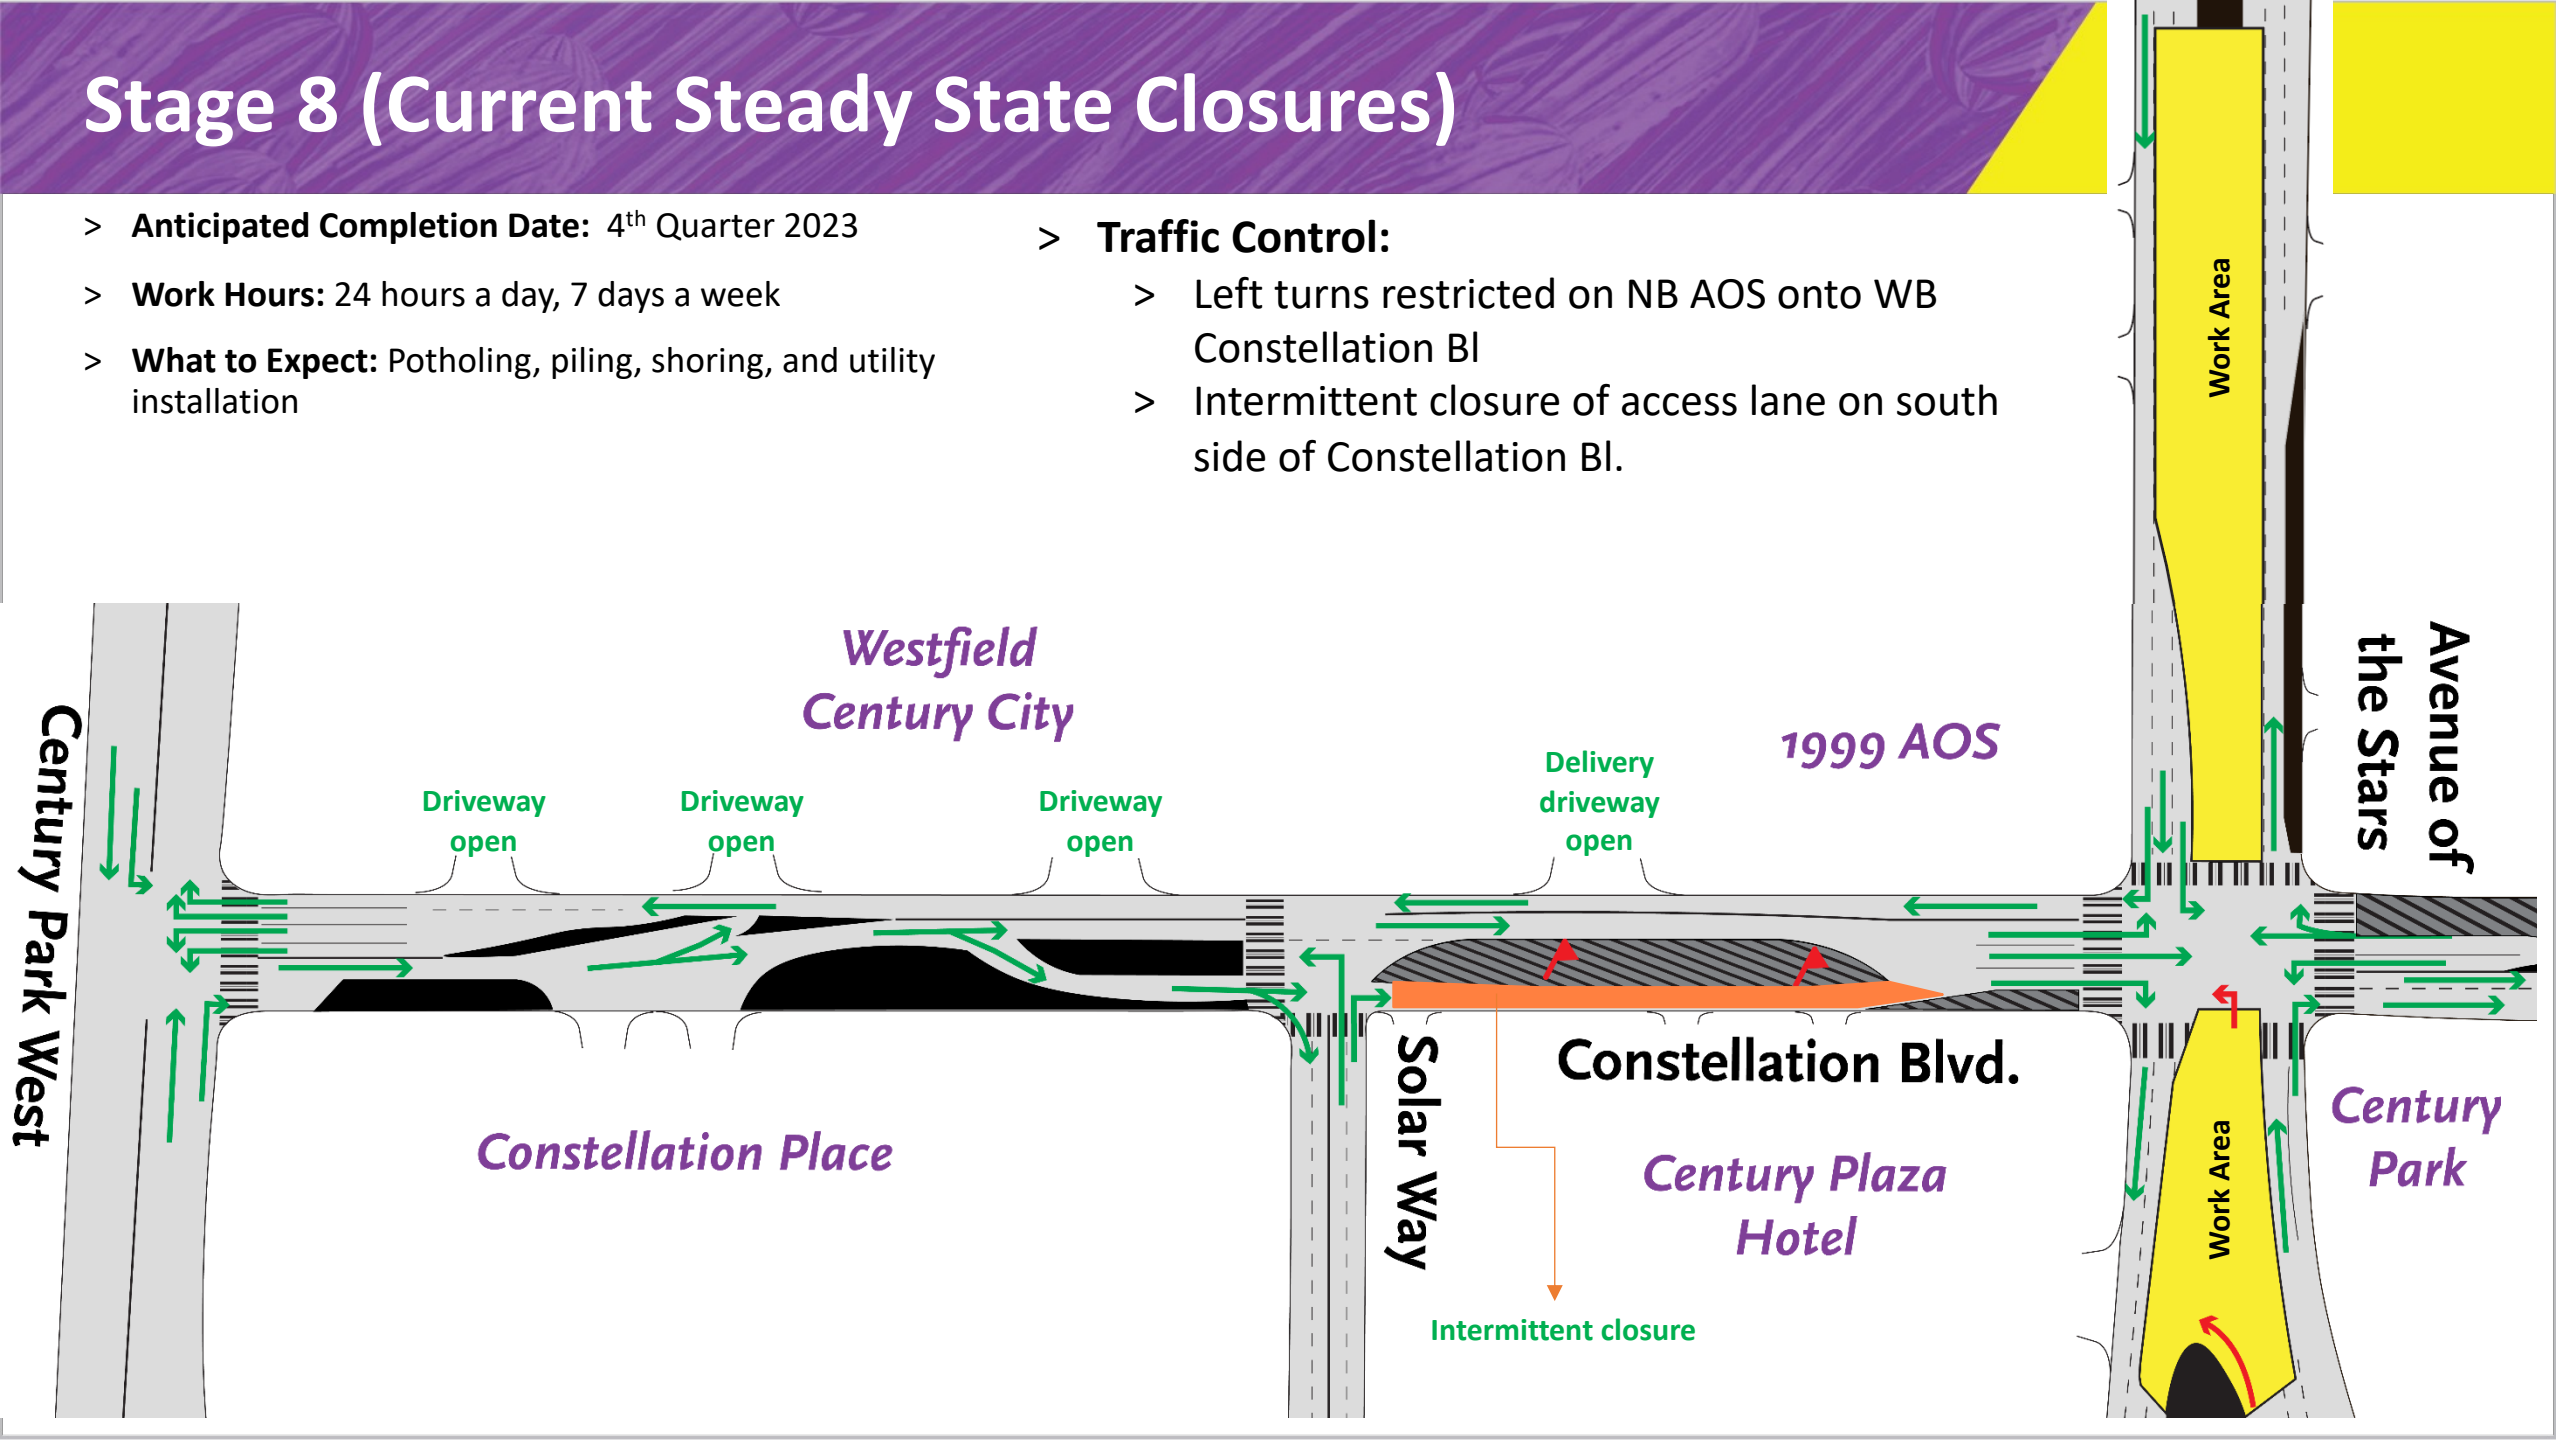 Stage 8 (Current Steady State Closures)
> Anticipated Completion Date: 4th Quarter 2023
> Work Hours: 24 hours a day, 7 days a week
> What to Expect: Potholing, piling, shoring, and utility
installation
> Traffic Control:
> Left turns restricted on NB AOS onto WB
Constellation Bl
> Intermittent closure of access lane on south
side of Constellation Bl.
Work Area
Westfield
Century City
1999 AOS
Avenue of
the Stars
Century Park West
Driveway
open
Driveway
open
Driveway
open
Delivery
driveway
open
Solar Way
Constellation Blvd.
Constellation Place
Century Plaza
Hotel
Work Area
Century
Park
Intermittent closure